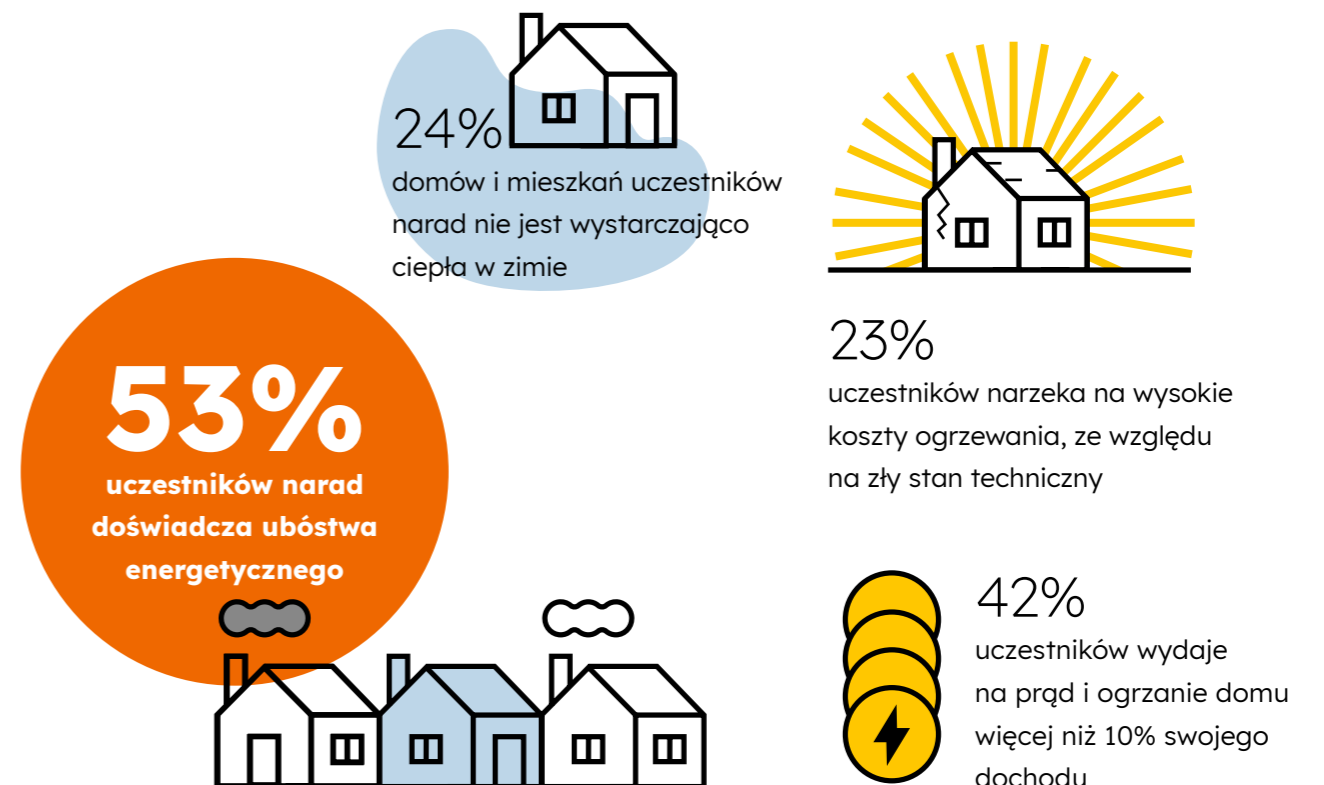 24%
domów i mieszkań uczestników
narad nie jest wystarczająco
ciepła w zimie
53%
uczestników narad
doświadcza ubóstwa
energetycznego
23%
uczestników narzeka na wysokie
koszty ogrzewania, ze względu
na zły stan techniczny
42%
uczestników wydaje
na prąd i ogrzanie domu
więcej niż 10% swojego
dochodu